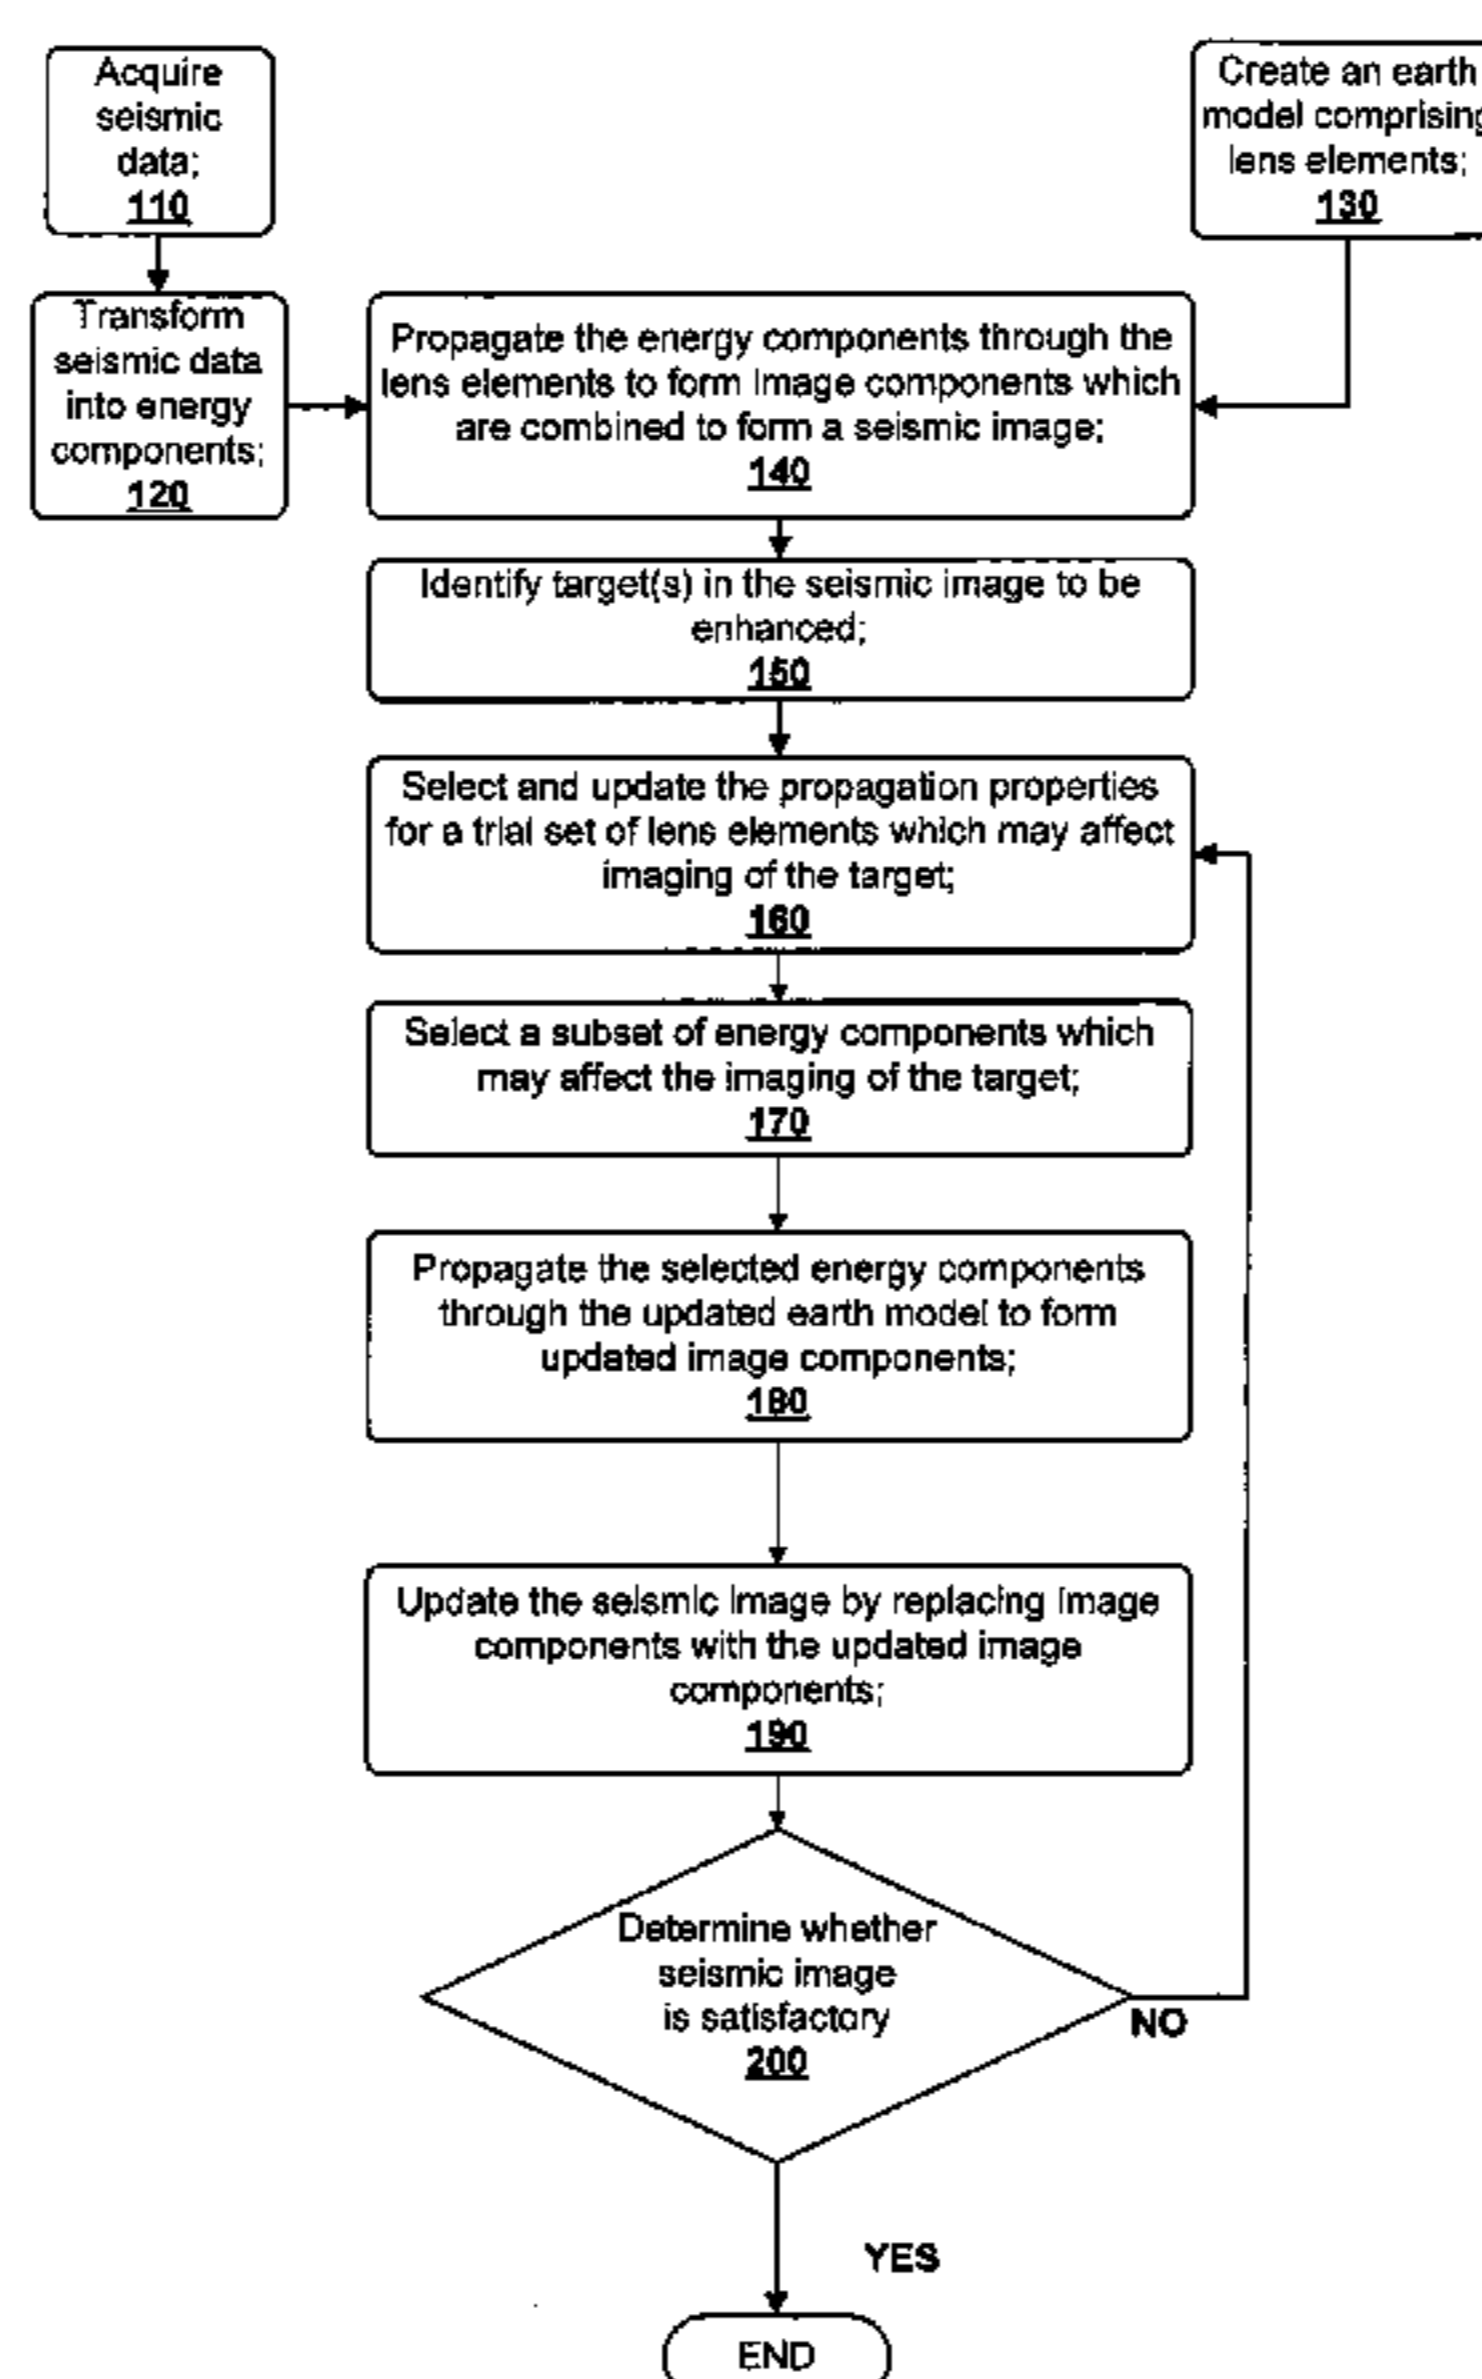 Acquire
seismic
data;
110
Create an earth
model comprising
lens elements;
130
Transform
seismic data
into energy
components;
120
Propagate the energy components through the
lens elements to form image components which
are combined to form a seismic image;
140
Identify target(s) in the seismic image to be
enhanced;
150
Select and update the propagation properties
for a trial set of lens elements which may affect
imaging of the target;
160
Select a subset of energy components which
may affect the imaging of the target;
170
Propagate the selected energy components
through the updated earth model to form
updated image components;
180
Update the seismic image by replacing image
components with the updated image
components;
190
Determine whether
seismic image
is satisfactory
200
NO
YES
END